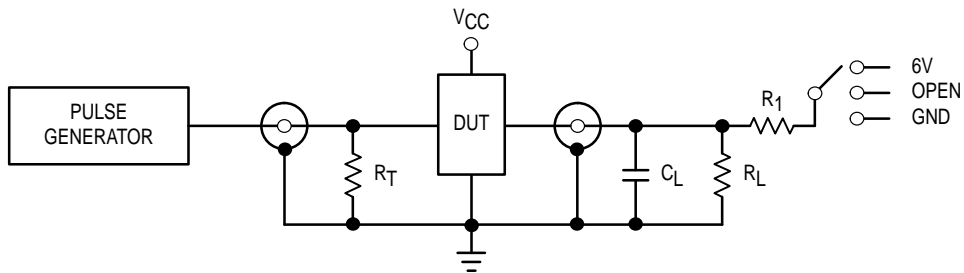 VCC
PULSE
GENERATOR
RT
DUT
CL
RL
R1
6V
OPEN
GND